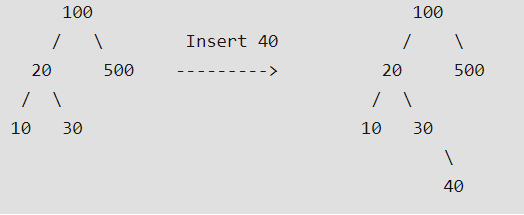 100                               100
       /   \        Insert 40            /   \
     20     500    --------->          20     500
    /  \                              /  \
   10   30                           10   30
                                            \
                                            40